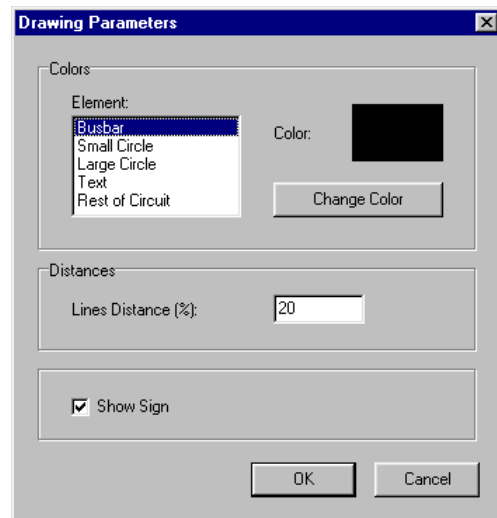 Drawing Parameters
Colors
Element:
Busbar
Small Circle
Large Circle
Text
Rest of Circuit
Color:
Change Color
Distances
Lines Distance (%):
20
Show Sign
OK
Cancel